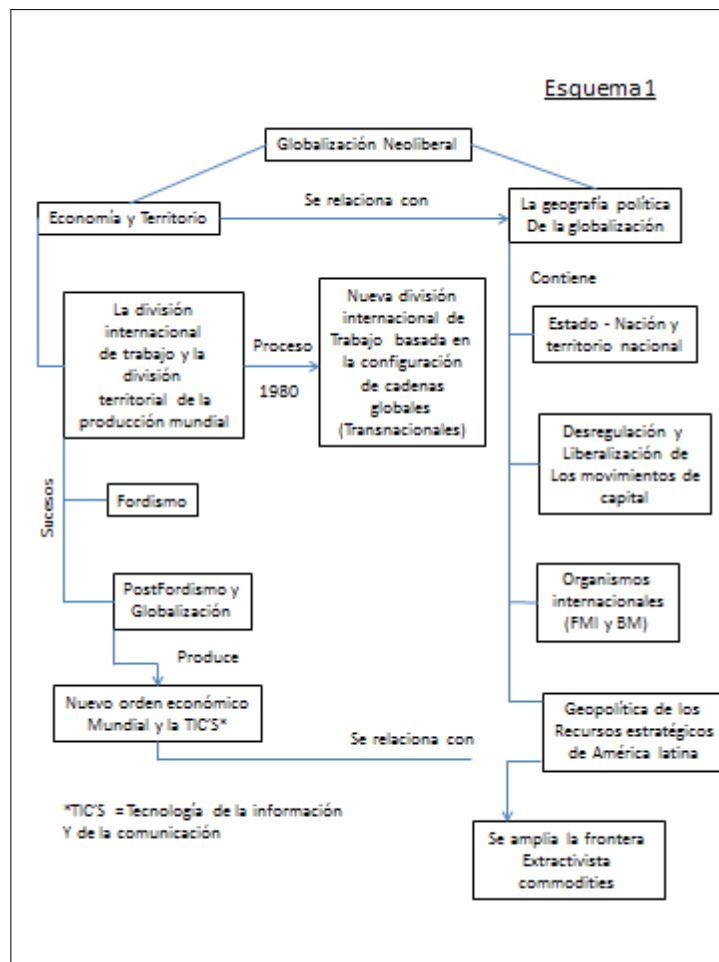 Esquema1
Globalización Neoliberal
Economía y Territorio
Se relaciona con
La geografía política
De la globalización
La división
internacional
de trabajo y la
división
territorial de la
producción mundial
Proceso
1980
Nueva división
internacional de
Trabajo basada en
la configuración
de cadenas
globales
(Transnacionales)
Contiene
Estado - Nación y
territorio nacional
Desregulación y
Liberalización de
Los movimientos de
capital
Sucesos
Fordismo
PostFordismo y
Globalización
Organismos
internacionales
(FMI y BM)
Produce
Nuevo orden económico
Mundial y la TIC'S*
Se relaciona con
Geopolítica de los
Recursos estratégicos
de América latina
*TIC'S =Tecnología de la información
Y de la comunicación
Se amplia la frontera
Extractivista
commodities